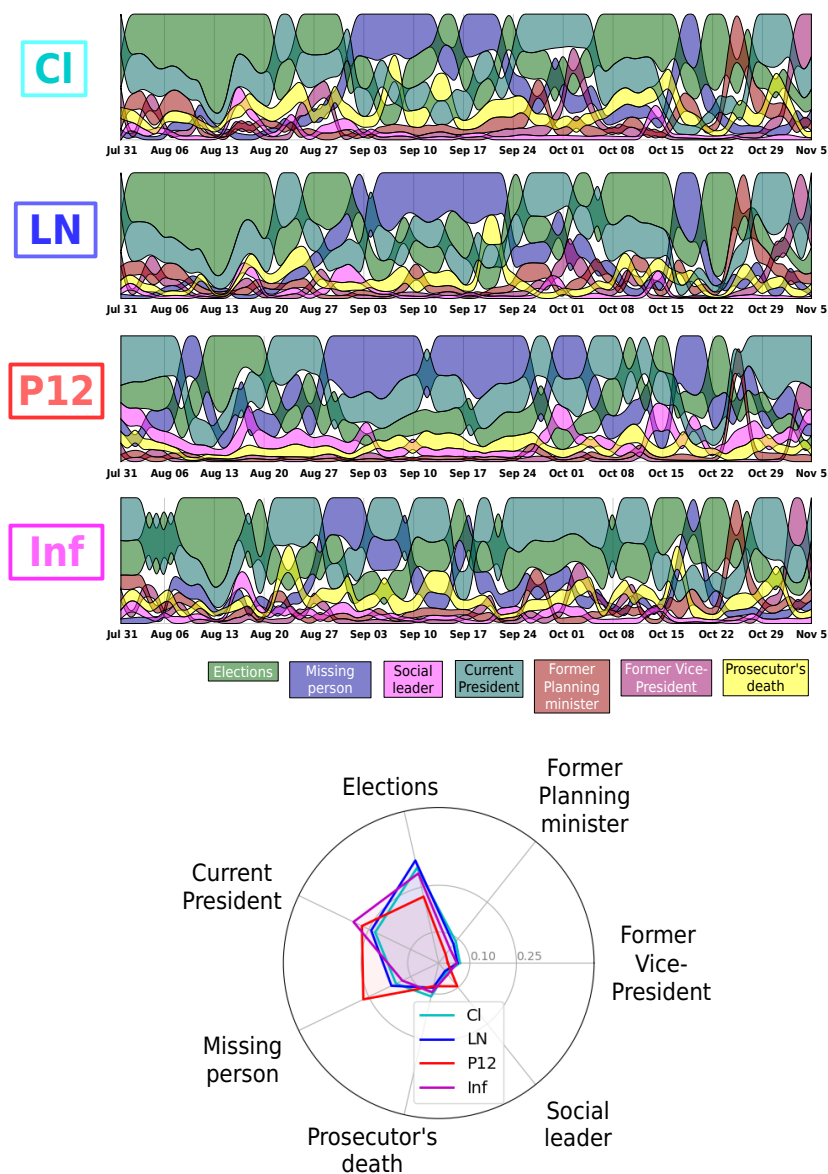 Cl
Jul 31 Aug 06 Aug 13 Aug 20 Aug 27 Sep 03 Sep 10 Sep 17 Sep 24 Oct 01 Oct 08 Oct 15 Oct 22 Oct 29 Nov 5
LN
Jul 31 Aug 06 Aug 13 Aug 20 Aug 27 Sep 03 Sep 10 Sep 17 Sep 24 Oct 01 Oct 08 Oct 15 Oct 22 Oct 29 Nov 5
P12
Jul 31 Aug 06 Aug 13 Aug 20 Aug 27 Sep 03 Sep 10 Sep 17 Sep 24 Oct 01 Oct 08 Oct 15 Oct 22 Oct 29 Nov 5
Inf
Jul 31 Aug 06 Aug 13 Aug 20 Aug 27 Sep 03 Sep 10 Sep 17 Sep 24 Oct 01 Oct 08 Oct 15 Oct 22 Oct 29 Nov 5
Elections
Missing
person
Social
leader
Current
President
Former
Planning
minister
Former Vice-
President
Prosecutor's
death
Elections
Former
Planning
minister
Current
President
Former
Vice-
President
0.10 0.25
Missing
person
Cl
LN
P12
Inf
Prosecutor's
death
Social
leader